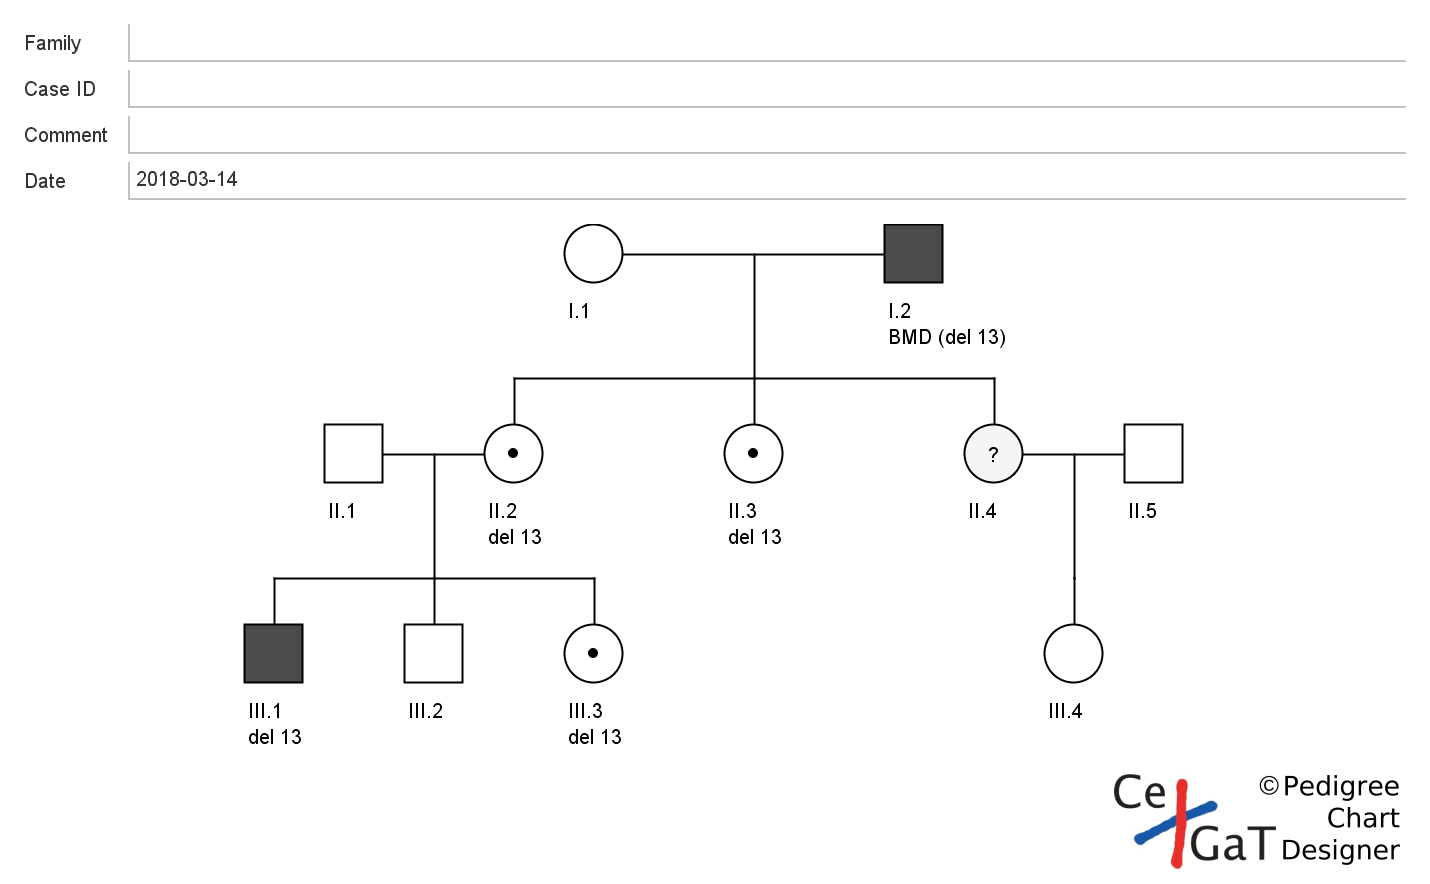 Family
Case ID
Comment
Date 2018-03-14
I.1
I.2
BMD (del 13)
?
II.1
II.2
del 13
II.3
del 13
II.4
II.5
III.1
del 13
III.2
III.3
del 13
III.4
CeGaT
©Pedigree
Chart
Designer